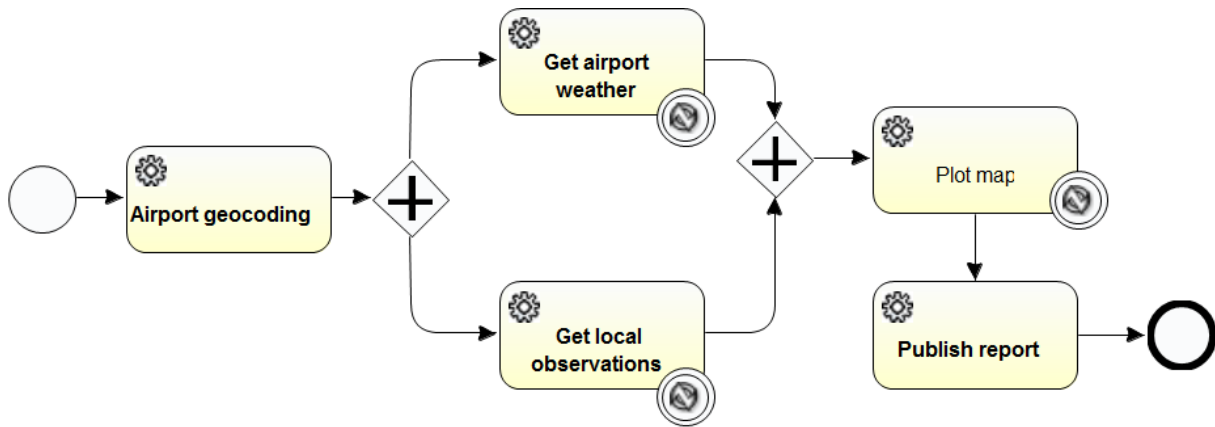 Airport geocoding
Get airport
weather
Get local
observations
Plot map
Publish report